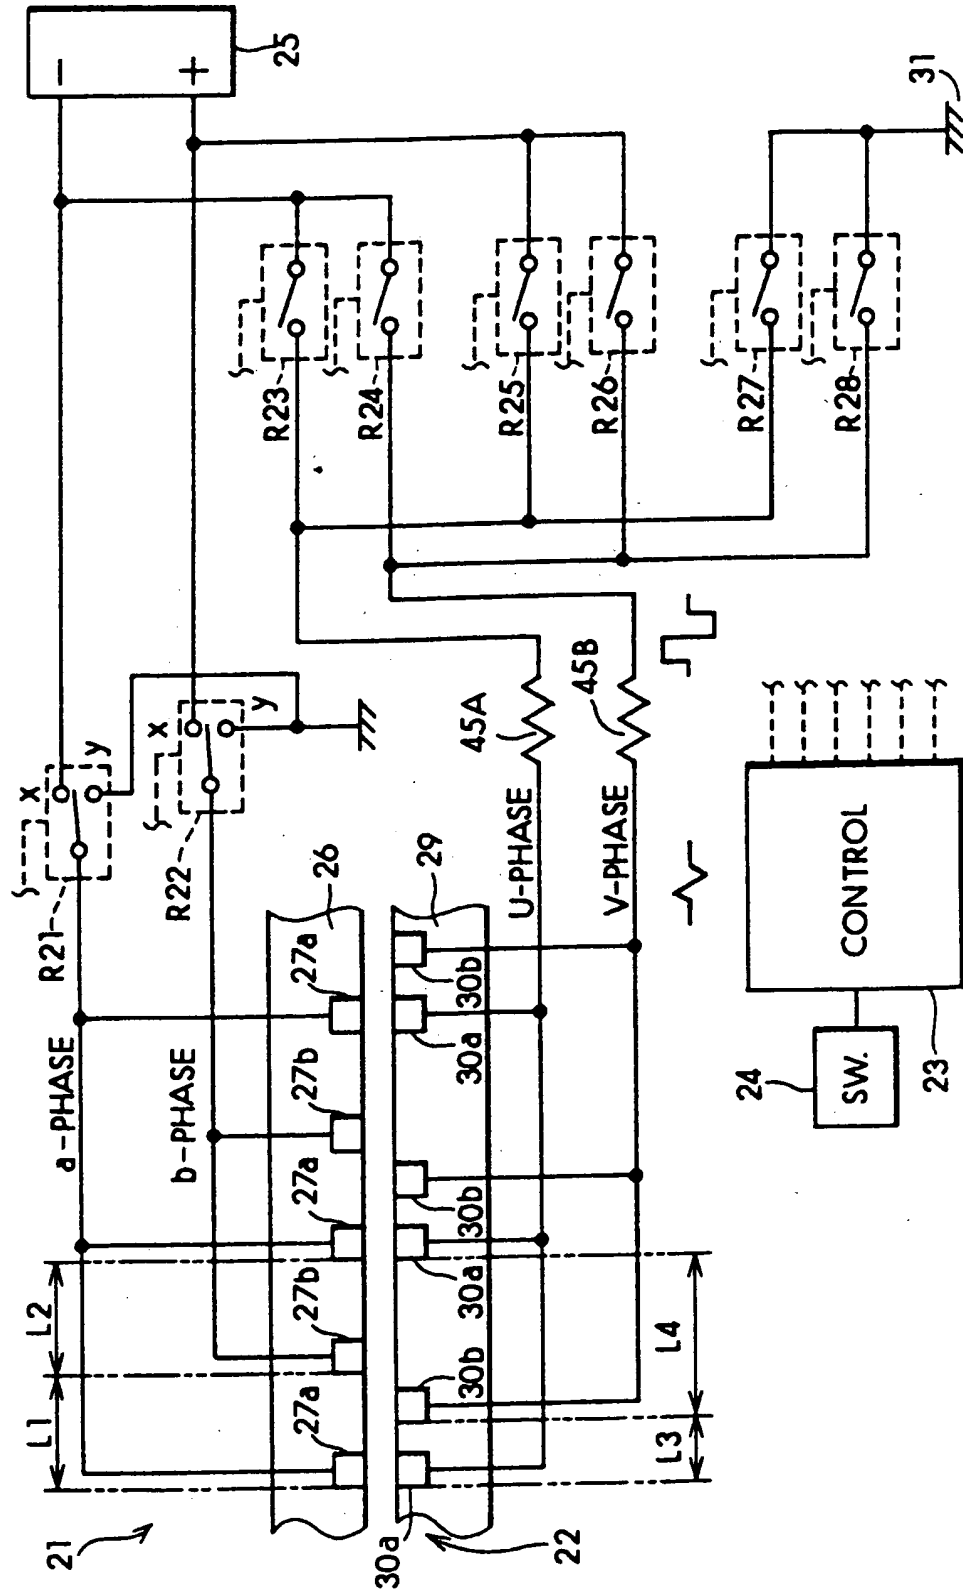 21
L1
L2
a-PHASE
b-PHASE
R21
x
y
R22
x
y
−
+
25
27a
27b
27a
27b
27a
26
30a
30b
30a
30b
30a
30b
29
22
L3
L4
U-PHASE
V-PHASE
45A
45B
R23
R24
R25
R26
R27
R28
31
24
SW.
CONTROL
23